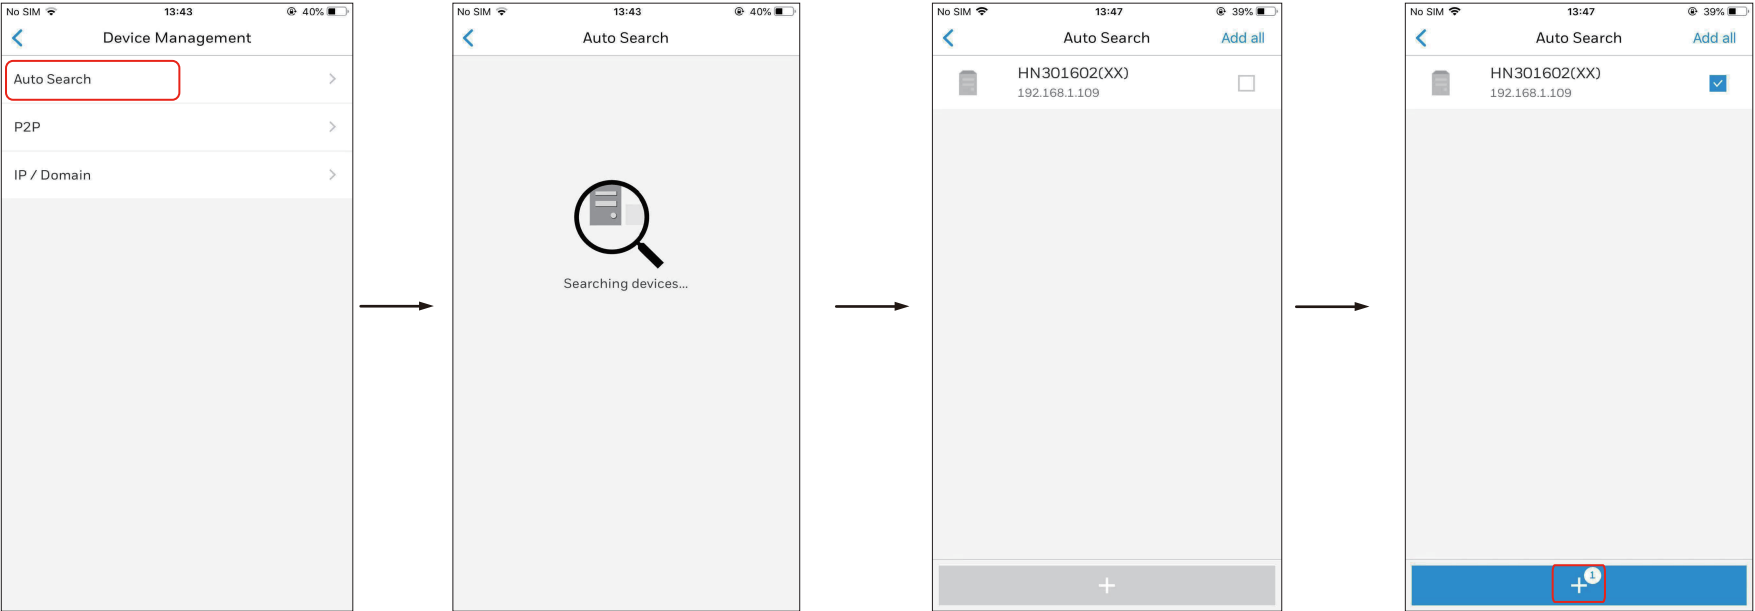 No SIM 13:43 40%
Device Management
Auto Search
P2P
IP / Domain
No SIM 13:43 40%
Auto Search
Searching devices...
No SIM 13:47 39%
Auto Search Add all
HN301602(XX)
192.168.1.109
+
No SIM 13:47 39%
Auto Search Add all
HN301602(XX)
192.168.1.109
+ 1